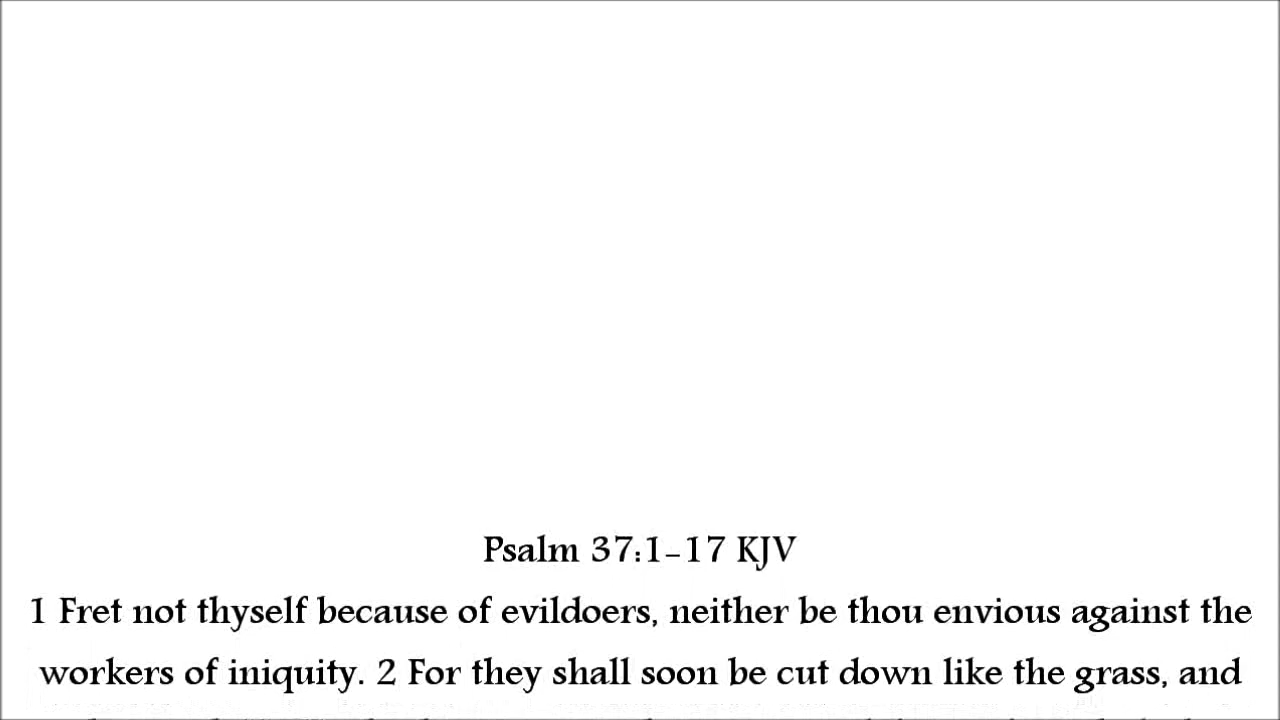 Psalm 37:1-17 KJV
1 Fret not thyself because of evildoers, neither be thou envious against the
workers of iniquity. 2 For they shall soon be cut down like the grass, and